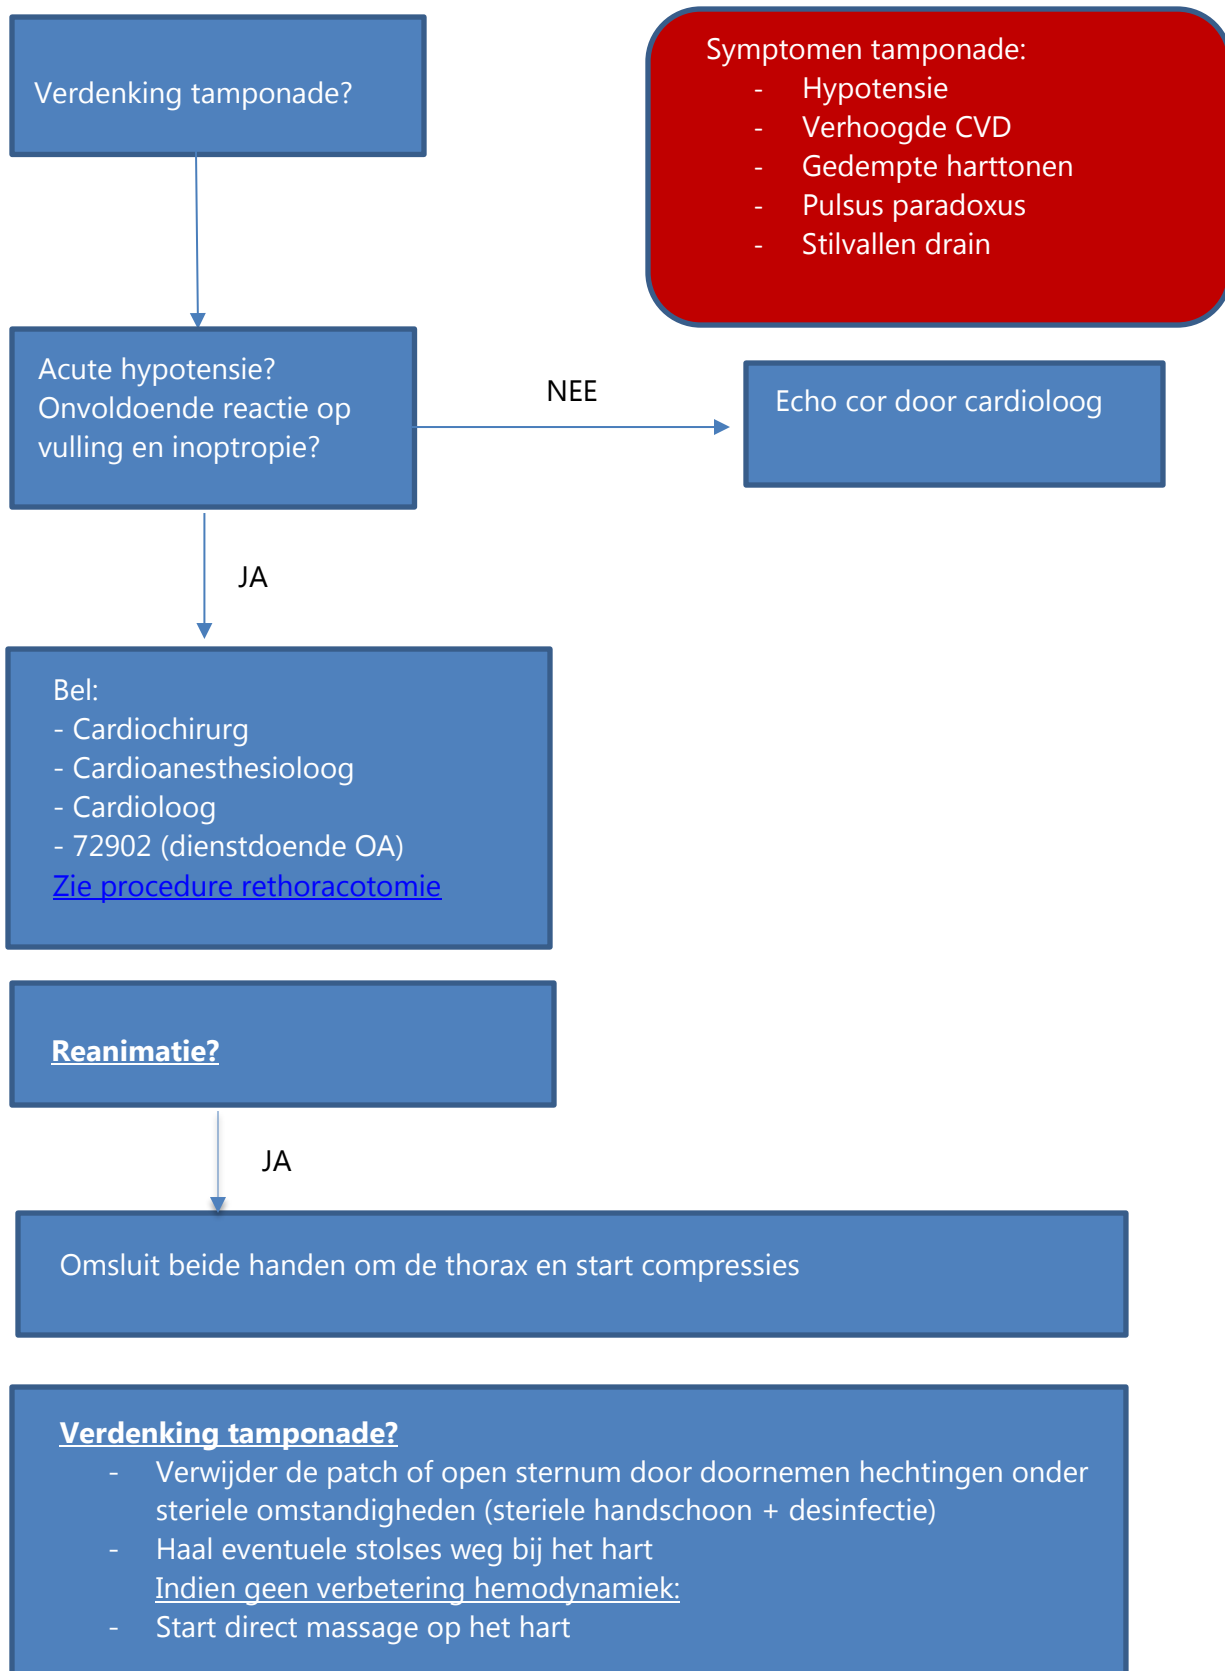 Verdenking tamponade?
Symptomen tamponade:
- Hypotensie
- Verhoogde CVD
- Gedempte harttonen
- Pulsus paradoxus
- Stilvallen drain
Acute hypotensie?
Onvoldoende reactie op
vulling en inoptropie?
NEE
Echo cor door cardioloog
JA
Bel:
- Cardiochirurg
- Cardioanesthesioloog
- Cardioloog
- 72902 (dienstdoende OA)
Zie procedure rethoracotomie
Reanimatie?
JA
Omsluit beide handen om de thorax en start compressies
Verdenking tamponade?
- Verwijder de patch of open sternum door doornemen hechtingen onder
steriele omstandigheden (steriele handschoon + desinfectie)
- Haal eventuele stolses weg bij het hart
Indien geen verbetering hemodynamiek:
- Start direct massage op het hart